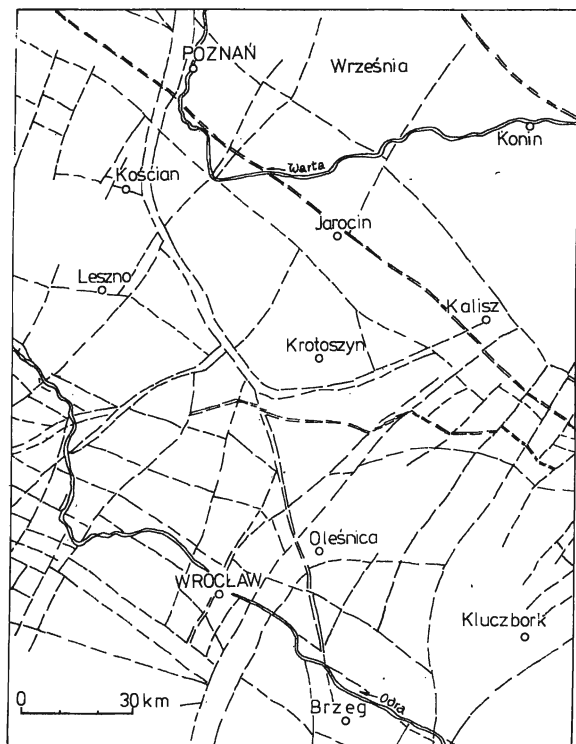 POZNAŃ
Września
Konin
Warta
Kościan
Jarocin
Leszno
Kalisz
Krotoszyn
Oleśnica
WROCŁAW
Kluczbork
0 30 km
Odra
Brzeg